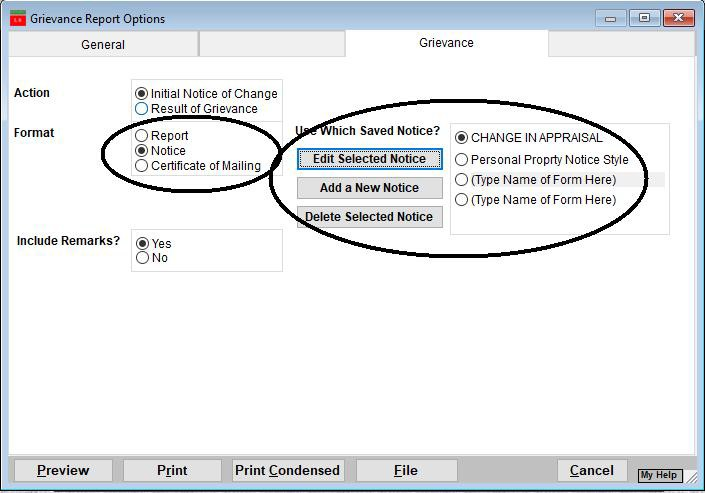 Grievance Report Options
General
Grievance
Action
Initial Notice of Change
Result of Grievance
Format
Report
Notice
Certificate of Mailing
Use Which Saved Notice?
Edit Selected Notice
Add a New Notice
Delete Selected Notice
CHANGE IN APPRAISAL
Personal Proprty Notice Style
(Type Name of Form Here)
(Type Name of Form Here)
Include Remarks?
Yes
No
Preview
Print
Print Condensed
File
Cancel
My Help